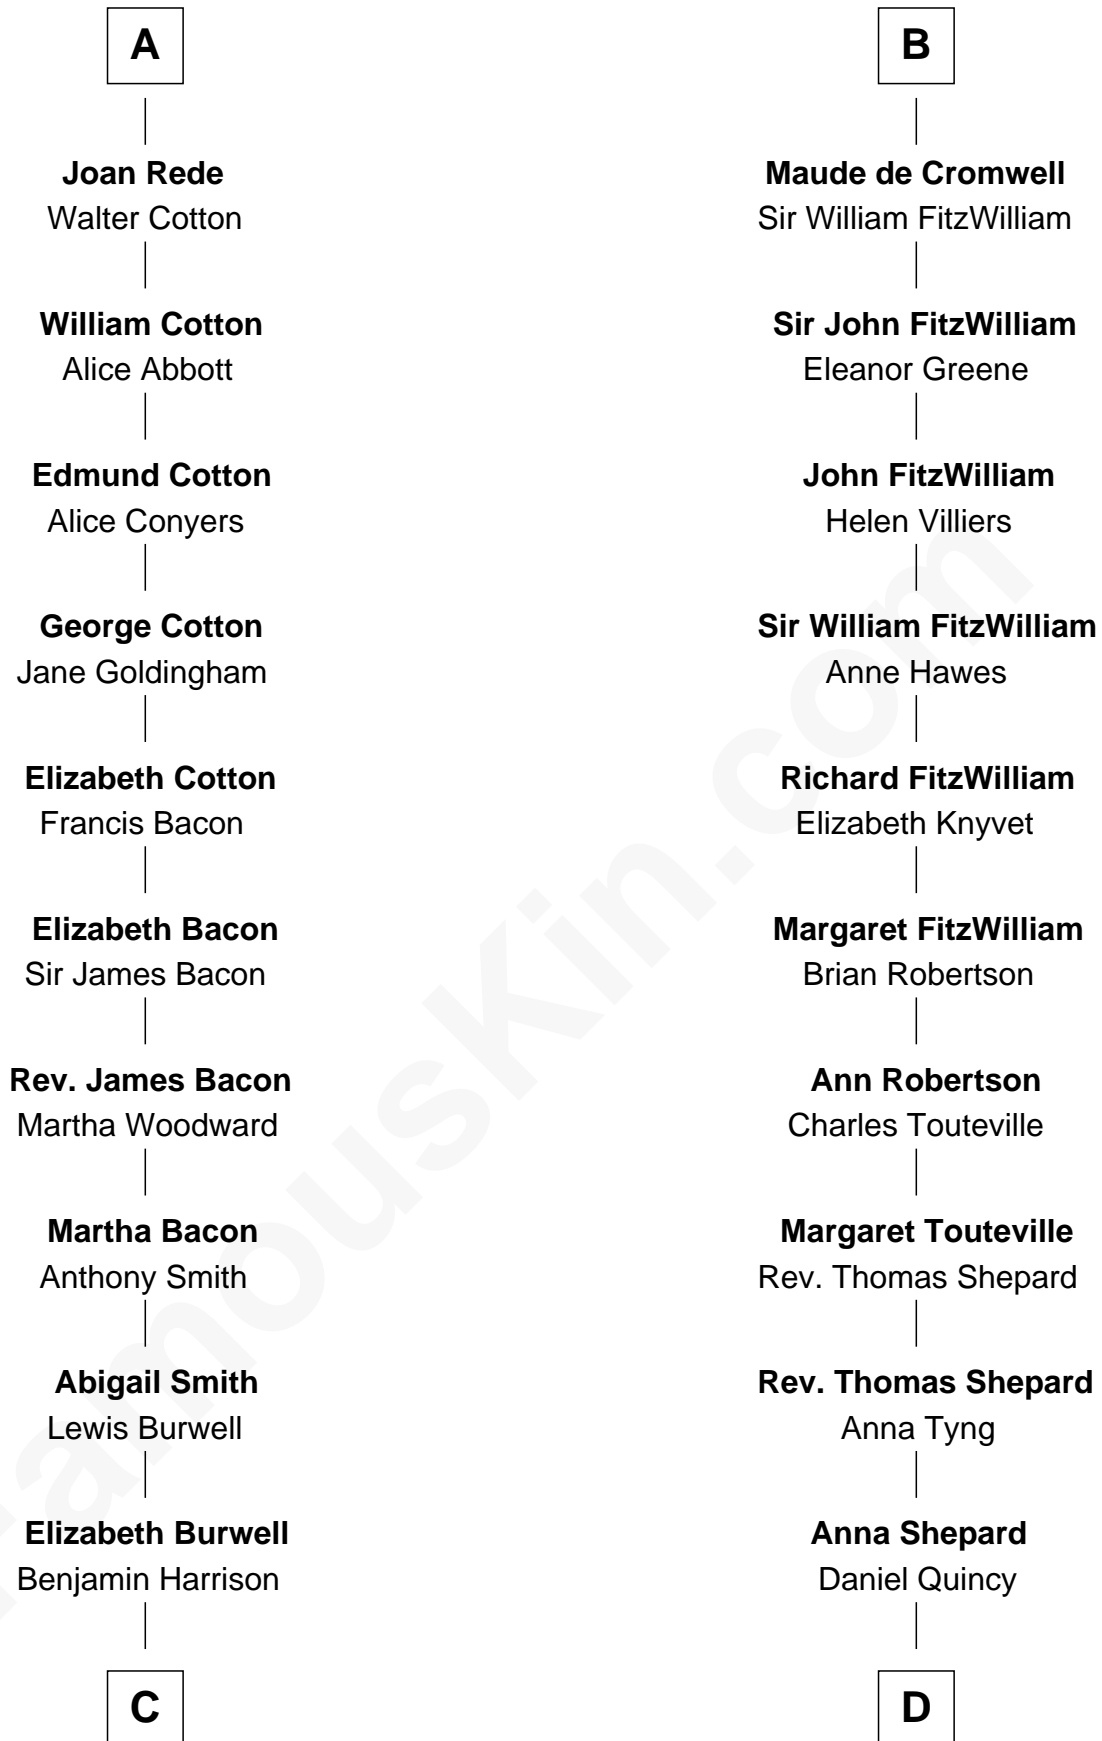 A
Joan Rede
Walter Cotton
William Cotton
Alice Abbott
Edmund Cotton
Alice Conyers
George Cotton
Jane Goldingham
Elizabeth Cotton
Francis Bacon
Elizabeth Bacon
Sir James Bacon
Rev. James Bacon
Martha Woodward
Martha Bacon
Anthony Smith
Abigail Smith
Lewis Burwell
Elizabeth Burwell
Benjamin Harrison
C
B
Maude de Cromwell
Sir William FitzWilliam
Sir John FitzWilliam
Eleanor Greene
John FitzWilliam
Helen Villiers
Sir William FitzWilliam
Anne Hawes
Richard FitzWilliam
Elizabeth Knyvet
Margaret FitzWilliam
Brian Robertson
Ann Robertson
Charles Touteville
Margaret Touteville
Rev. Thomas Shepard
Rev. Thomas Shepard
Anna Tyng
Anna Shepard
Daniel Quincy
D
FamousKin.com